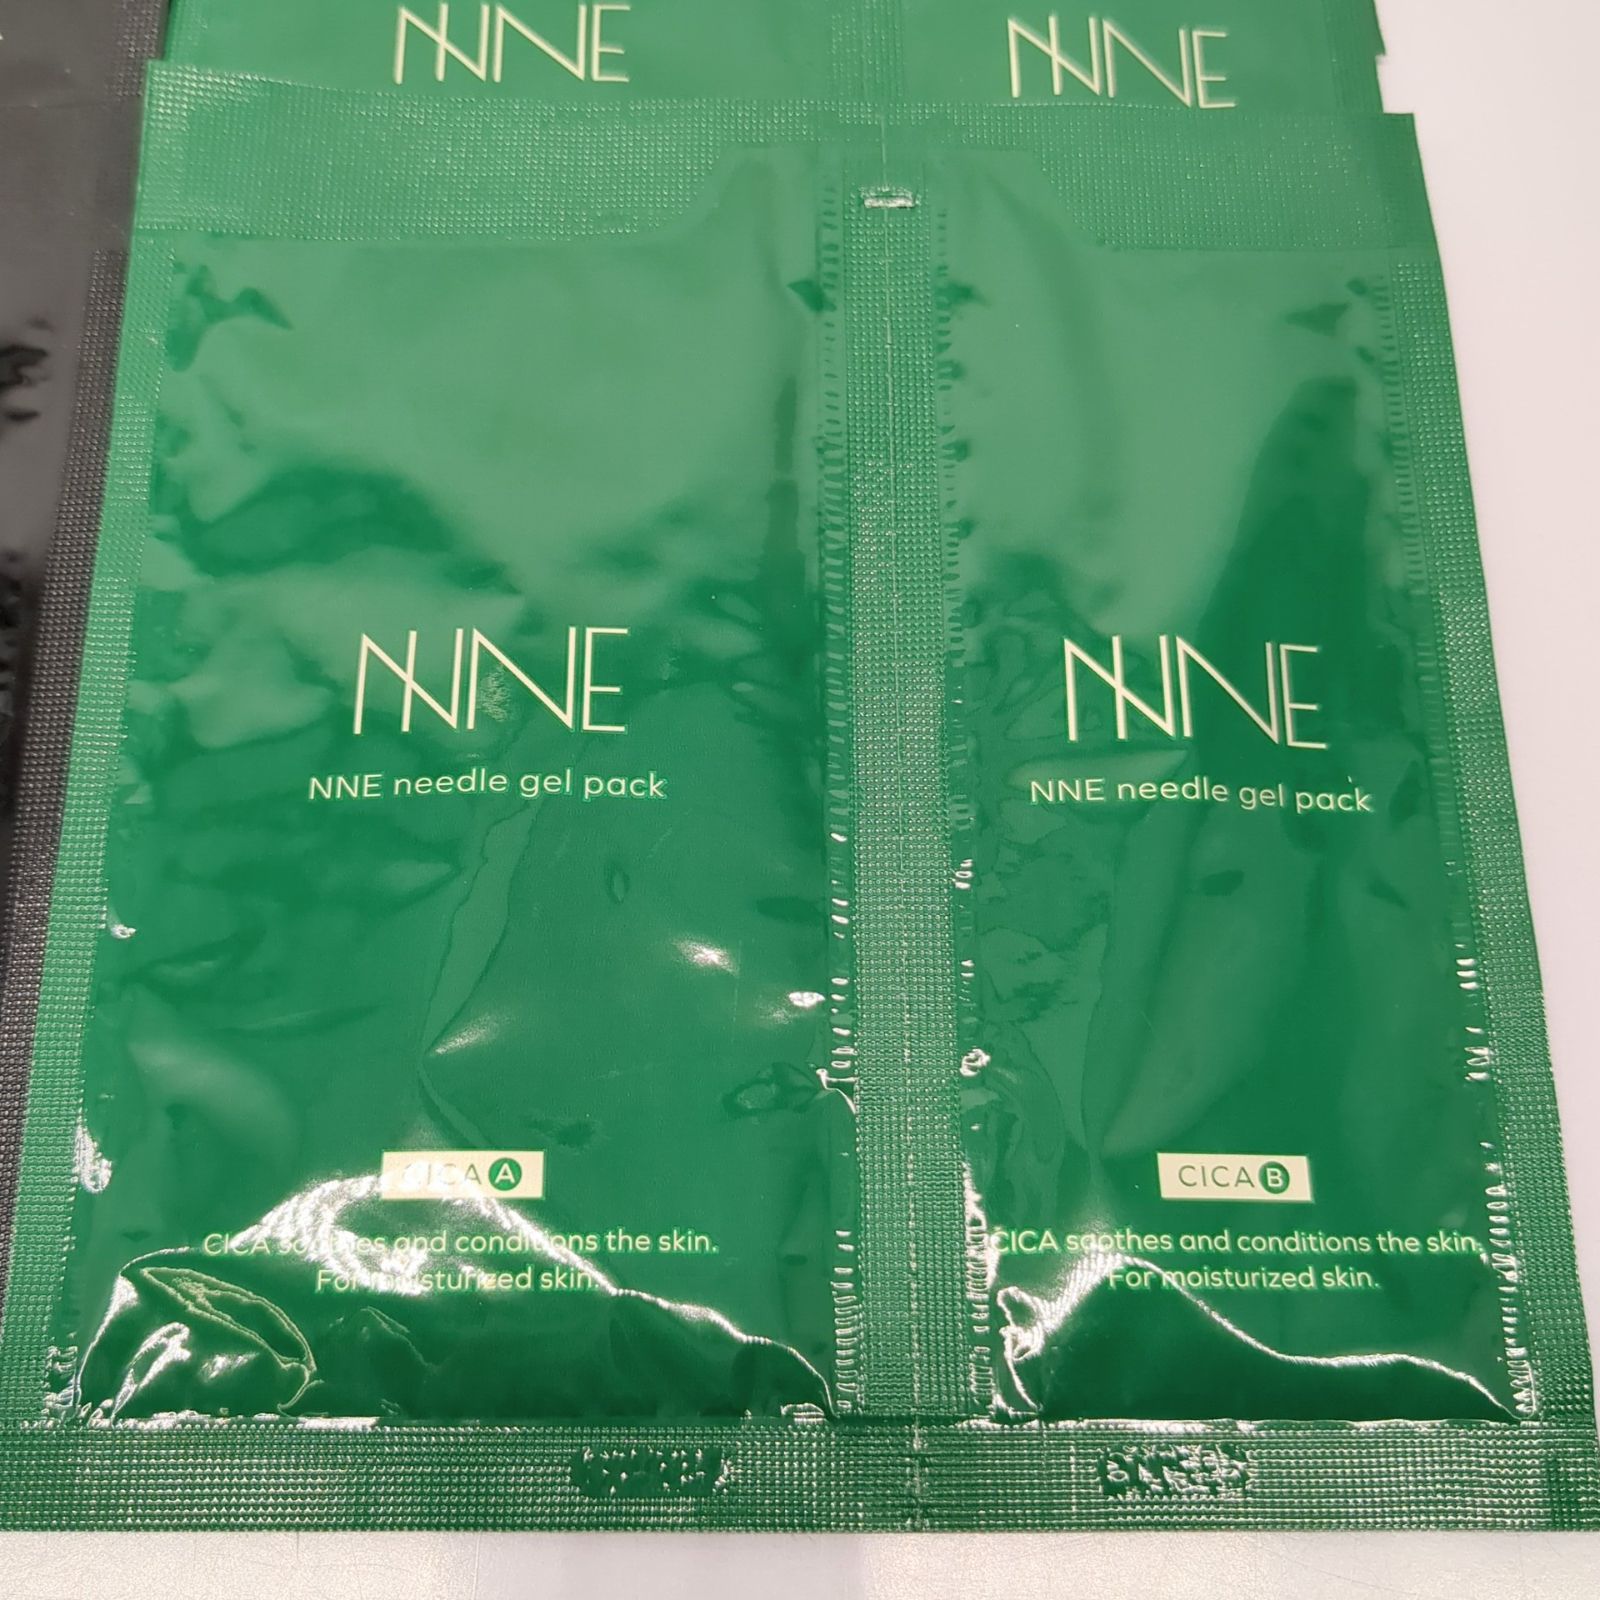 NNE
NNE
NNE
NNE needle gel pack
CICA A
CICA soothes and conditions the skin.
For moisturized skin.
NNE
NNE needle gel pack
CICA B
CICA soothes and conditions the skin.
For moisturized skin.